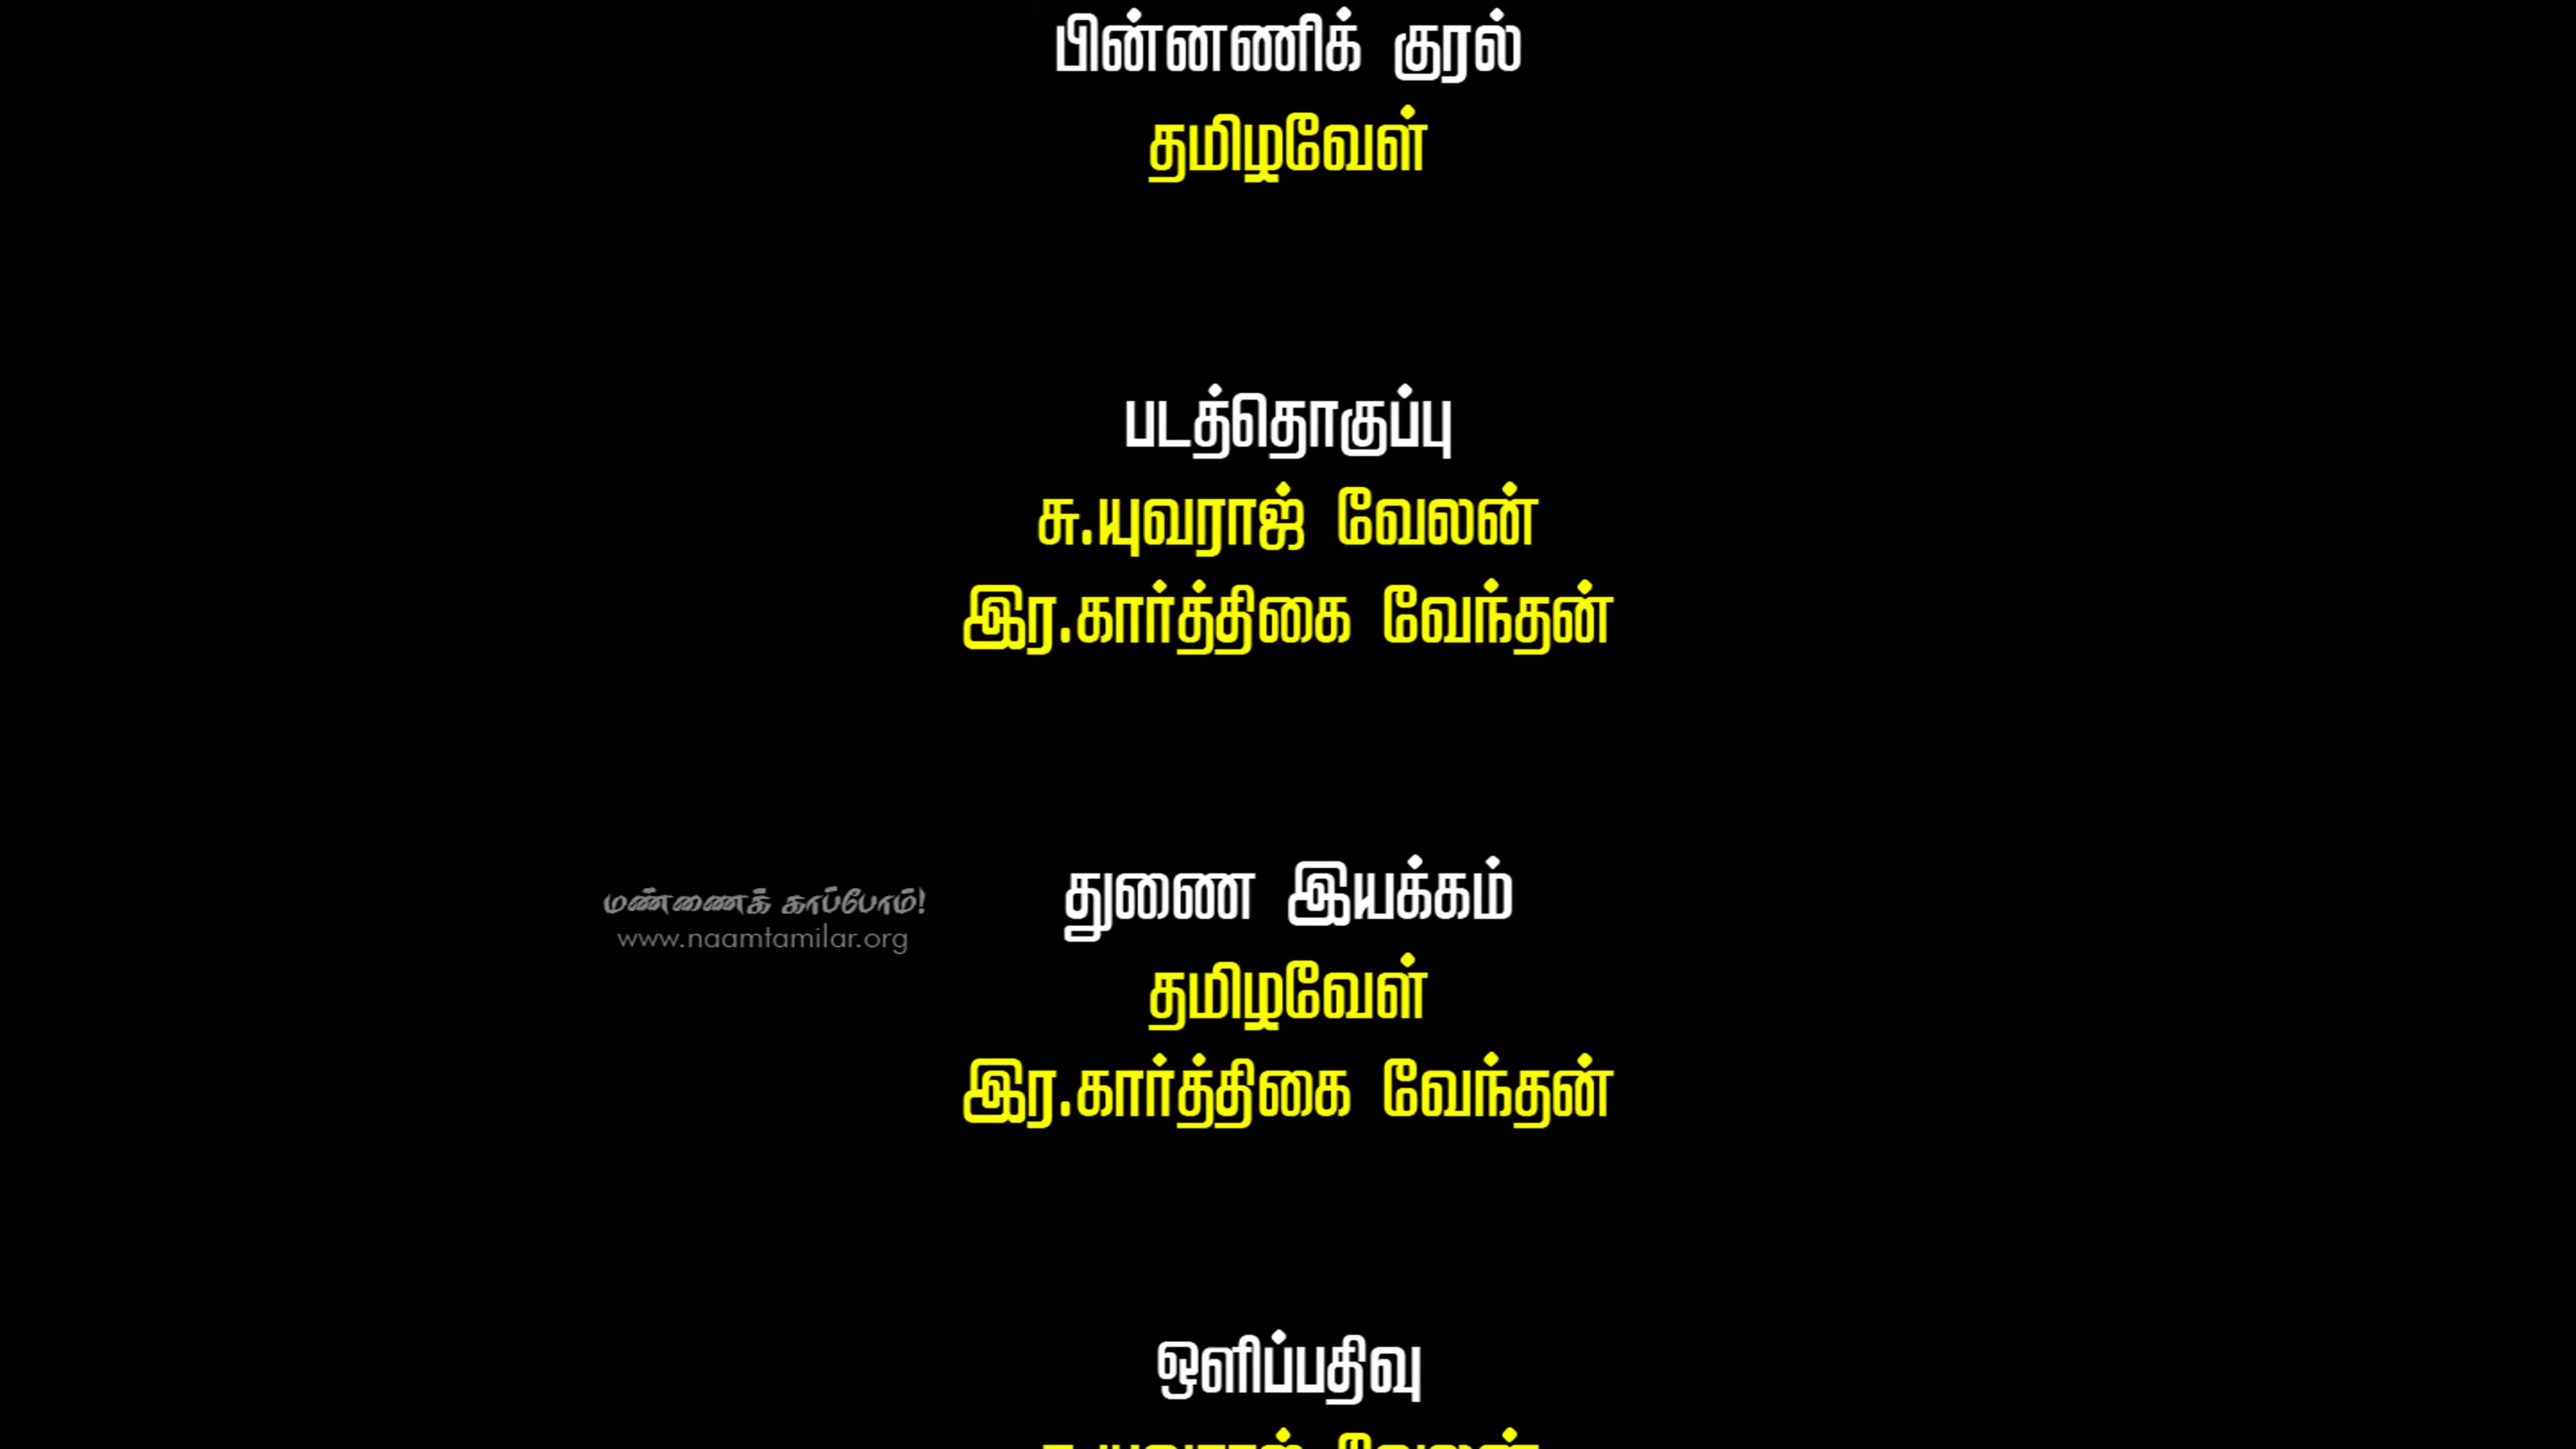 பின்னணிக் குரல்
தமிழவேள்
படத்தொகுப்பு
சு.யுவராஜ் வேலன்
இர.கார்த்திகை வேந்தன்
துணை இயக்கம்
மண்ணைக் காப்போம்!
www.naamtamilar.org
தமிழவேள்
இர.கார்த்திகை வேந்தன்
ஒளிப்பதிவு